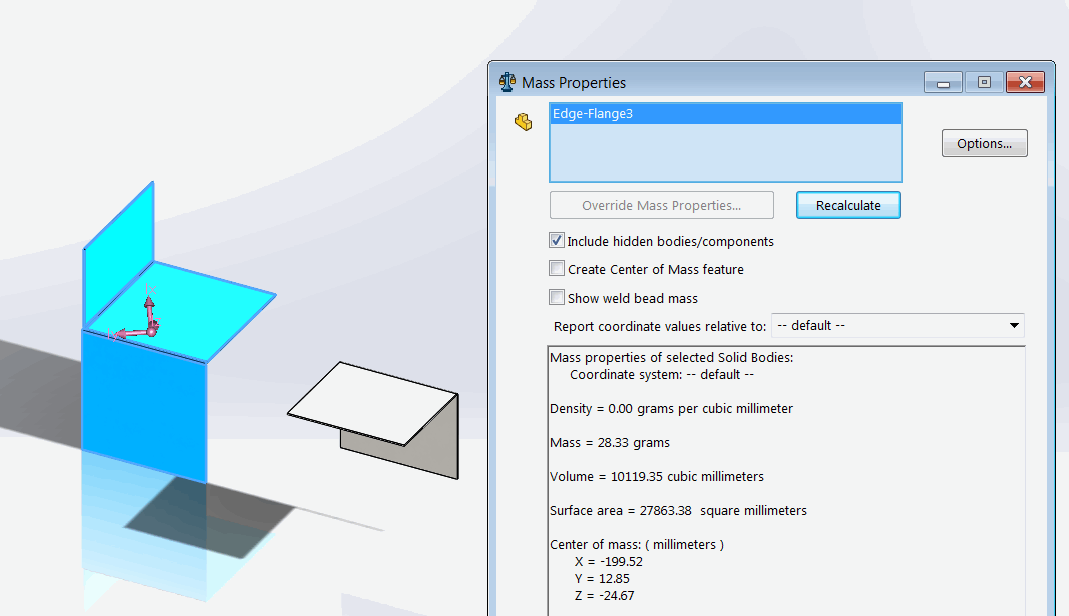 Mass Properties
Edge-Flange3
Options...
Override Mass Properties...
Recalculate
Include hidden bodies/components
Create Center of Mass feature
Show weld bead mass
Report coordinate values relative to:
-- default --
Mass properties of selected Solid Bodies:
Coordinate system: -- default --
Density = 0.00 grams per cubic millimeter
Mass = 28.33 grams
Volume = 10119.35 cubic millimeters
Surface area = 27863.38 square millimeters
Center of mass: ( millimeters )
X = -199.52
Y = 12.85
Z = -24.67